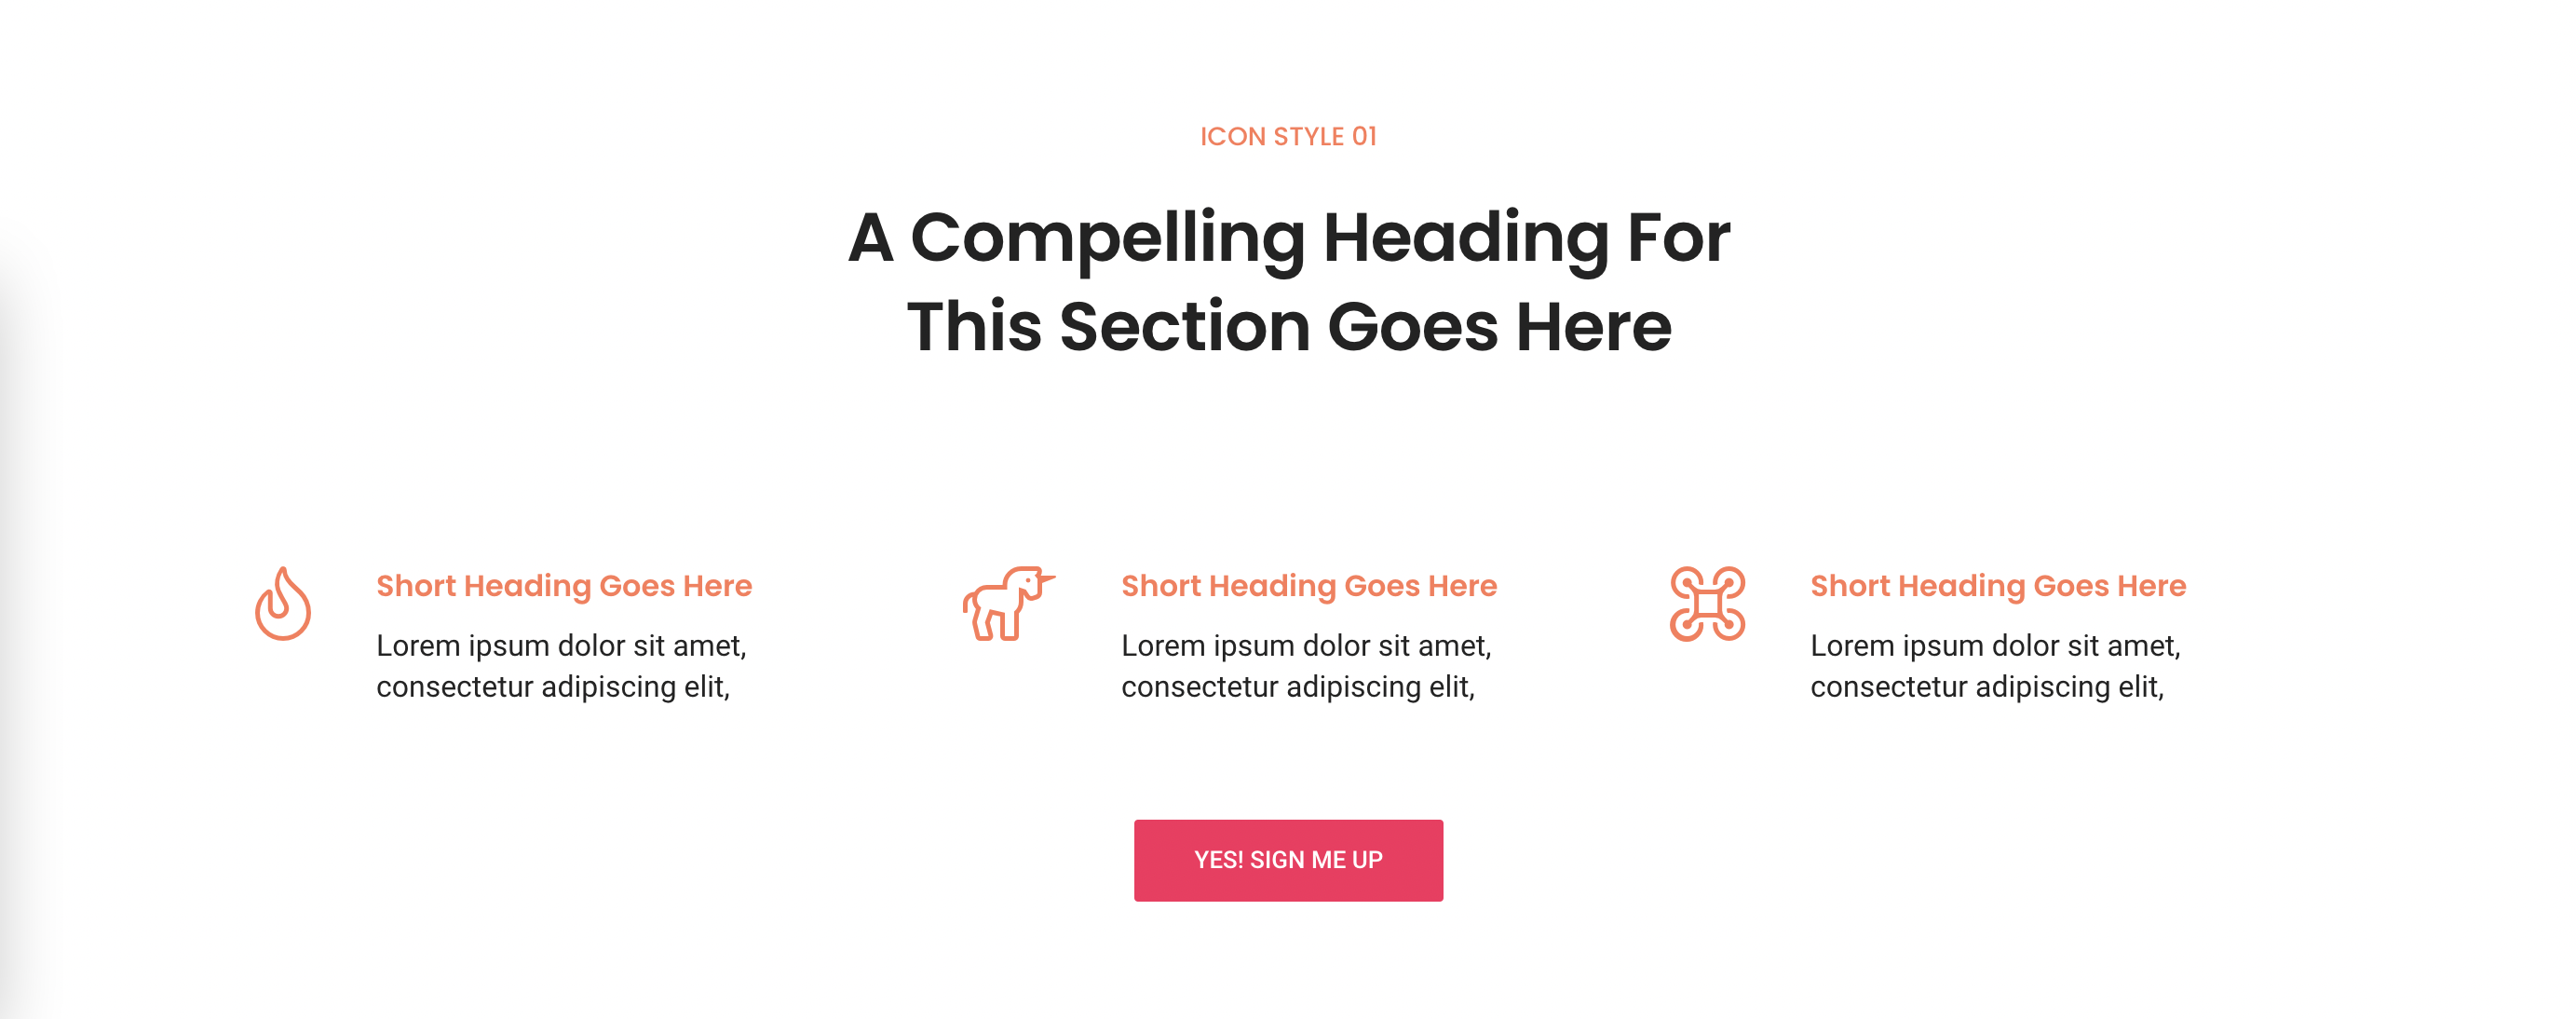 ICON STYLE 01
A Compelling Heading For
This Section Goes Here
Short Heading Goes Here
Lorem ipsum dolor sit amet,
consectetur adipiscing elit,
Short Heading Goes Here
Lorem ipsum dolor sit amet,
consectetur adipiscing elit,
Short Heading Goes Here
Lorem ipsum dolor sit amet,
consectetur adipiscing elit,
YES! SIGN ME UP